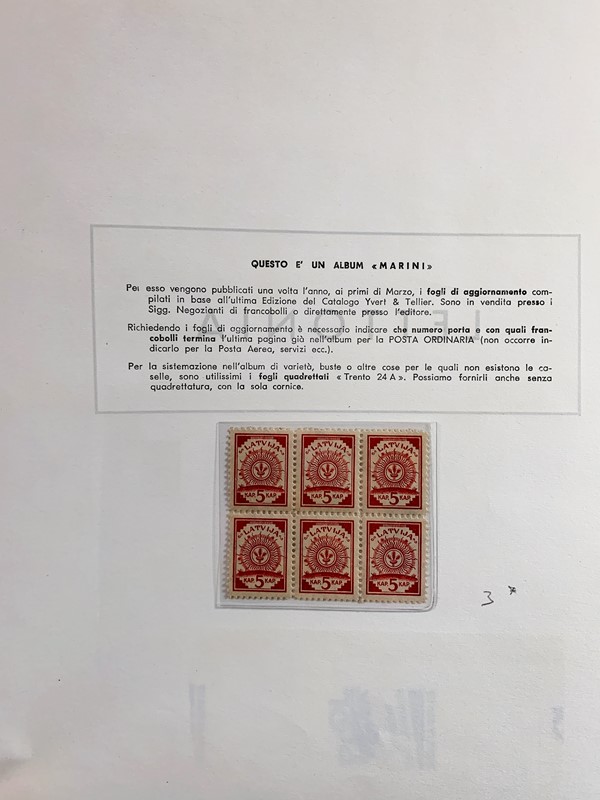 QUESTO E' UN ALBUM «MARINI»
Per esso vengono pubblicati una volta l'anno, ai primi di Marzo, i fogli di aggiornamento com-
pilati in base all'ultima Edizione del Catalogo Yvert & Tellier. Sono in vendita presso i
Sigg. Negozianti di francobolli o direttamente presso l'editore.
Richiedendo i fogli di aggiornamento è necessario indicare che numero porta e con quali fran-
cobolli termina l'ultima pagina già nell'album per la POSTA ORDINARIA (non occorre in-
dicarlo per la Posta Aerea, servizi ecc.).
Per la sistemazione nell'album di varietà, buste o altre cose per le quali non esistono le ca-
selle, sono utilissimi i fogli quadrettati «Trento 24 A». Possiamo fornirli anche senza
quadrettatura, con la sola cornice.
LATVIJA LATVIJA LATVIJA
KAP. 5 KAP. KAP. 5 KAP. KAP. 5 KAP.
LATVIJA LATVIJA LATVIJA
KAP. 5 KAP. KAP. 5 KAP. KAP. 5 KAP.
3 *